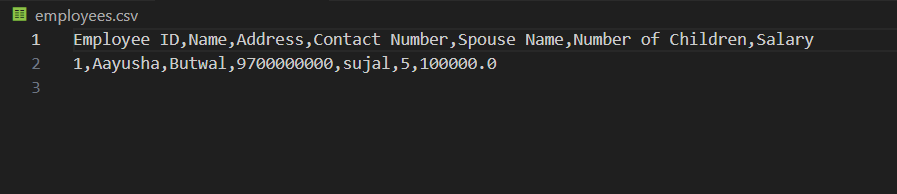 employees.csv
1 Employee ID,Name,Address,Contact Number,Spouse Name,Number of Children,Salary
2 1,Aayusha,Butwal,9700000000,sujal,5,100000.0
3